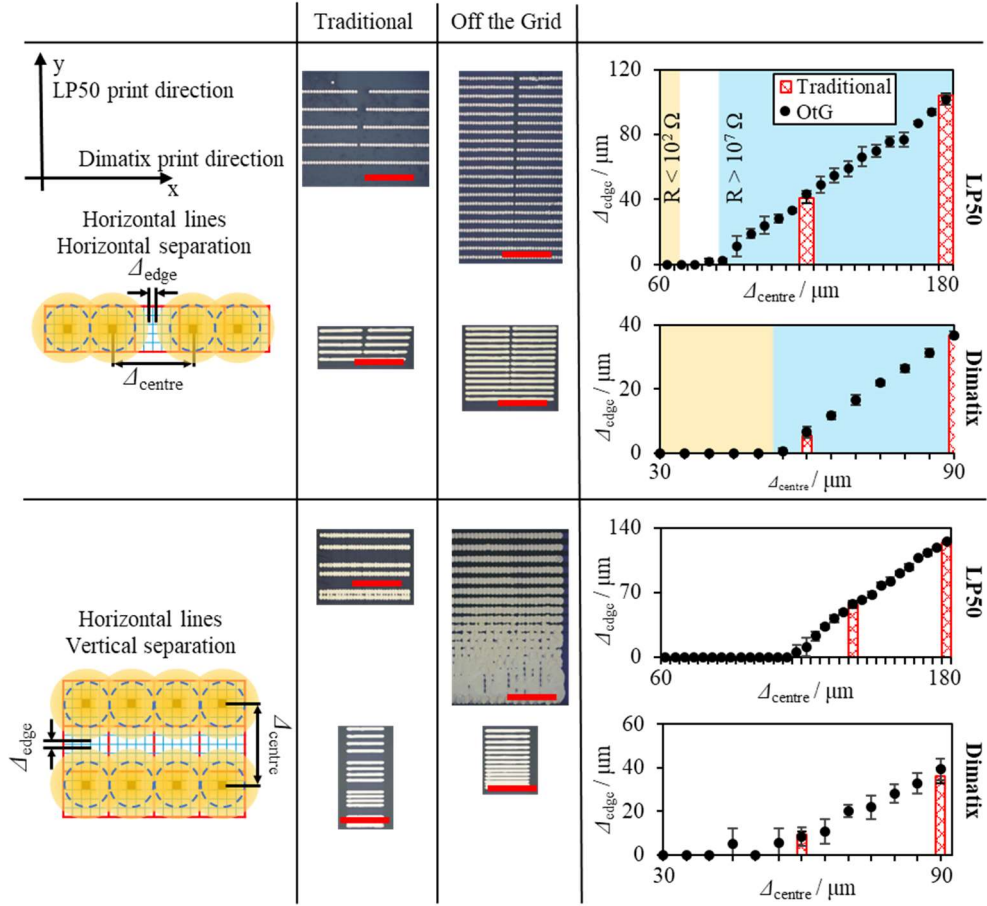 Traditional
Off the Grid
y
LP50 print direction
Dimatix print direction
x
Horizontal lines
Horizontal separation
Δedge
Δcentre
120
80
40
0
Δedge / μm
R < 10² Ω
R > 10⁷ Ω
Traditional
OtG
60
180
Δcentre / μm
LP50
40
20
0
Δedge / μm
30
90
Δcentre / μm
Dimatix
Horizontal lines
Vertical separation
Δedge
Δcentre
140
70
0
Δedge / μm
60
180
Δcentre / μm
LP50
60
40
20
0
Δedge / μm
30
90
Δcentre / μm
Dimatix